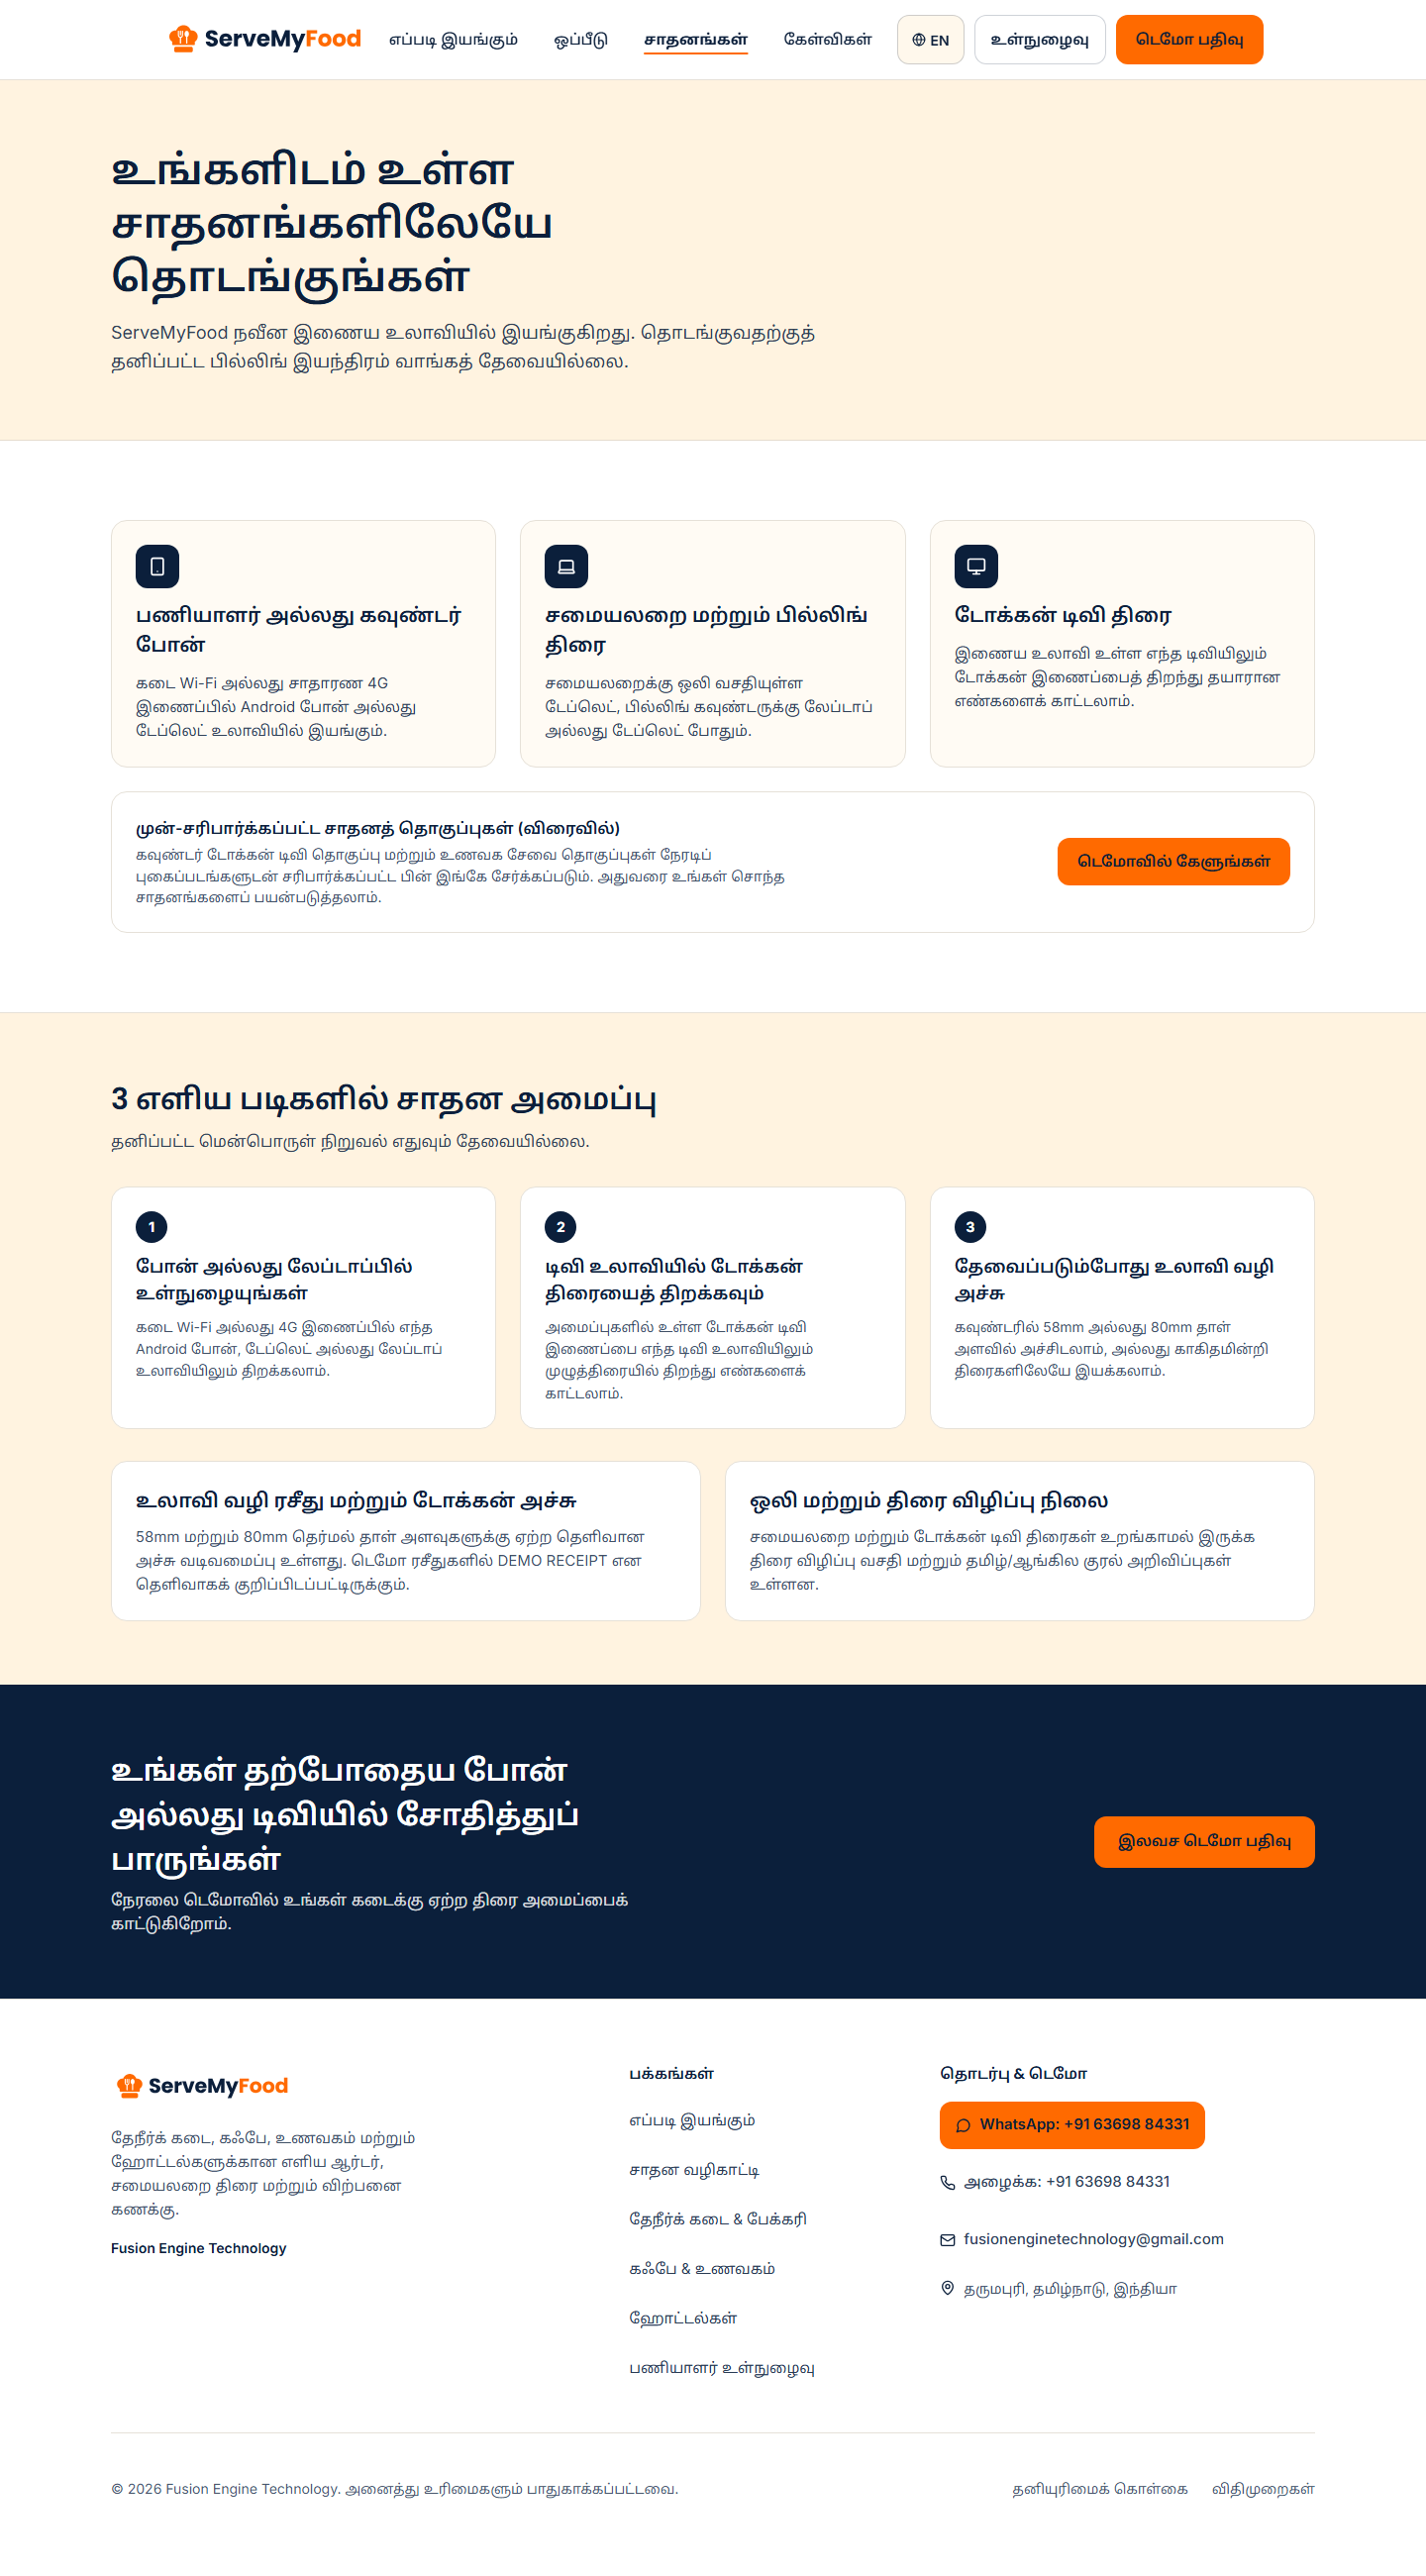 ServeMyFood
எப்படி இயங்கும்
ஒப்பீடு
சாதனங்கள்
கேள்விகள்
EN
உள்நுழைவு
டெமோ பதிவு
உங்களிடம் உள்ள
சாதனங்களிலேயே
தொடங்குங்கள்
ServeMyFood நவீன இணைய உலாவியில் இயங்குகிறது. தொடங்குவதற்குத்
தனிப்பட்ட பில்லிங் இயந்திரம் வாங்கத் தேவையில்லை.
பணியாளர் அல்லது கவுண்டர்
போன்
கடை Wi-Fi அல்லது சாதாரண 4G
இணைப்பில் Android போன் அல்லது
டேப்லெட் உலாவியில் இயங்கும்.
சமையலறை மற்றும் பில்லிங்
திரை
சமையலறைக்கு ஒலி வசதியுள்ள
டேப்லெட், பில்லிங் கவுண்டருக்கு லேப்டாப்
அல்லது டேப்லெட் போதும்.
டோக்கன் டிவி திரை
இணைய உலாவி உள்ள எந்த டிவியிலும்
டோக்கன் இணைப்பைத் திறந்து தயாரான
எண்களைக் காட்டலாம்.
முன்-சரிபார்க்கப்பட்ட சாதனத் தொகுப்புகள் (விரைவில்)
கவுண்டர் டோக்கன் டிவி தொகுப்பு மற்றும் உணவக சேவை தொகுப்புகள் நேரடிப்
புகைப்படங்களுடன் சரிபார்க்கப்பட்ட பின் இங்கே சேர்க்கப்படும். அதுவரை உங்கள் சொந்த
சாதனங்களைப் பயன்படுத்தலாம்.
டெமோவில் கேளுங்கள்
3 எளிய படிகளில் சாதன அமைப்பு
தனிப்பட்ட மென்பொருள் நிறுவல் எதுவும் தேவையில்லை.
1
போன் அல்லது லேப்டாப்பில்
உள்நுழையுங்கள்
கடை Wi-Fi அல்லது 4G இணைப்பில் எந்த
Android போன், டேப்லெட் அல்லது லேப்டாப்
உலாவியிலும் திறக்கலாம்.
2
டிவி உலாவியில் டோக்கன்
திரையைத் திறக்கவும்
அமைப்புகளில் உள்ள டோக்கன் டிவி
இணைப்பை எந்த டிவி உலாவியிலும்
முழுத்திரையில் திறந்து எண்களைக்
காட்டலாம்.
3
தேவைப்படும்போது உலாவி வழி
அச்சு
கவுண்டரில் 58mm அல்லது 80mm தாள்
அளவில் அச்சிடலாம், அல்லது காகிதமின்றி
திரைகளிலேயே இயக்கலாம்.
உலாவி வழி ரசீது மற்றும் டோக்கன் அச்சு
58mm மற்றும் 80mm தெர்மல் தாள் அளவுகளுக்கு ஏற்ற தெளிவான
அச்சு வடிவமைப்பு உள்ளது. டெமோ ரசீதுகளில் DEMO RECEIPT என
தெளிவாகக் குறிப்பிடப்பட்டிருக்கும்.
ஒலி மற்றும் திரை விழிப்பு நிலை
சமையலறை மற்றும் டோக்கன் டிவி திரைகள் உறங்காமல் இருக்க
திரை விழிப்பு வசதி மற்றும் தமிழ்/ஆங்கில குரல் அறிவிப்புகள்
உள்ளன.
உங்கள் தற்போதைய போன்
அல்லது டிவியில் சோதித்துப்
பாருங்கள்
நேரலை டெமோவில் உங்கள் கடைக்கு ஏற்ற திரை அமைப்பைக்
காட்டுகிறோம்.
இலவச டெமோ பதிவு
ServeMyFood
தேநீர்க் கடை, கஃபே, உணவகம் மற்றும்
ஹோட்டல்களுக்கான எளிய ஆர்டர்,
சமையலறை திரை மற்றும் விற்பனை
கணக்கு.
Fusion Engine Technology
பக்கங்கள்
எப்படி இயங்கும்
சாதன வழிகாட்டி
தேநீர்க் கடை & பேக்கரி
கஃபே & உணவகம்
ஹோட்டல்கள்
பணியாளர் உள்நுழைவு
தொடர்பு & டெமோ
WhatsApp: +91 63698 84331
அழைக்க: +91 63698 84331
fusionenginetechnology@gmail.com
தருமபுரி, தமிழ்நாடு, இந்தியா
© 2026 Fusion Engine Technology. அனைத்து உரிமைகளும் பாதுகாக்கப்பட்டவை.
தனியுரிமைக் கொள்கை
விதிமுறைகள்